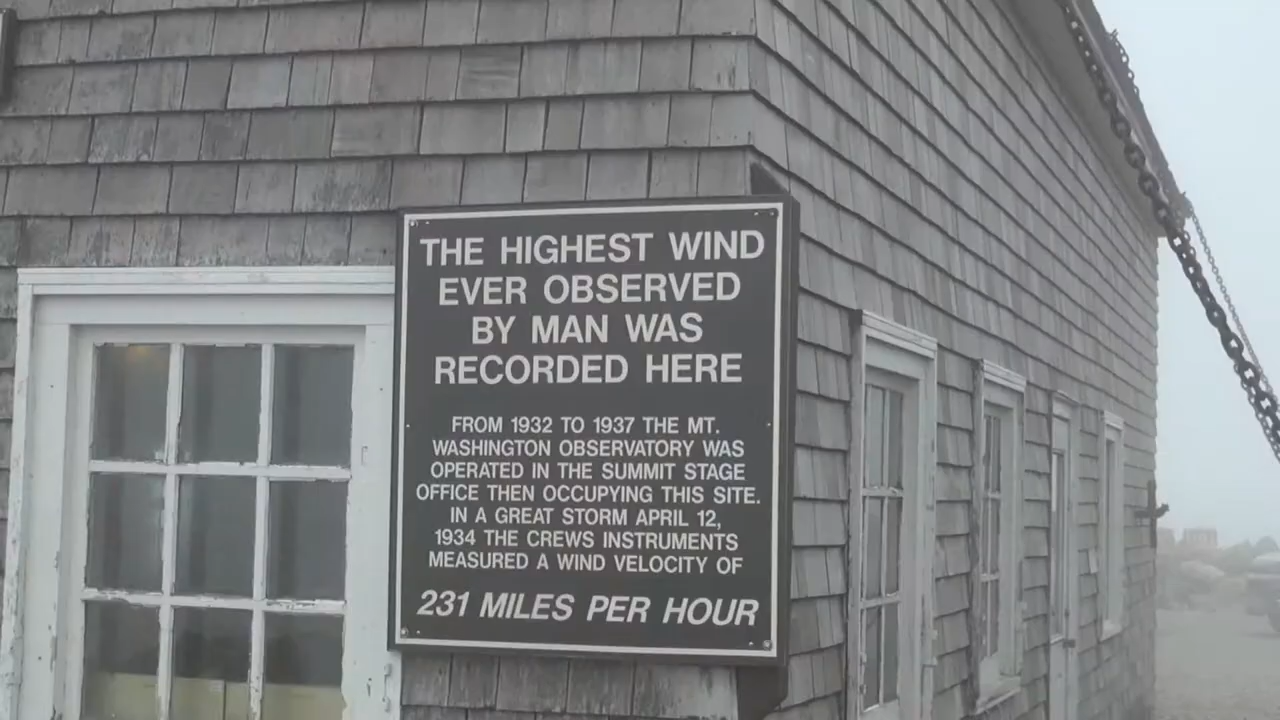 THE HIGHEST WIND
EVER OBSERVED
BY MAN WAS
RECORDED HERE
FROM 1932 TO 1937 THE MT.
WASHINGTON OBSERVATORY WAS
OPERATED IN THE SUMMIT STAGE
OFFICE THEN OCCUPYING THIS SITE.
IN A GREAT STORM APRIL 12,
1934 THE CREWS INSTRUMENTS
MEASURED A WIND VELOCITY OF
231 MILES PER HOUR